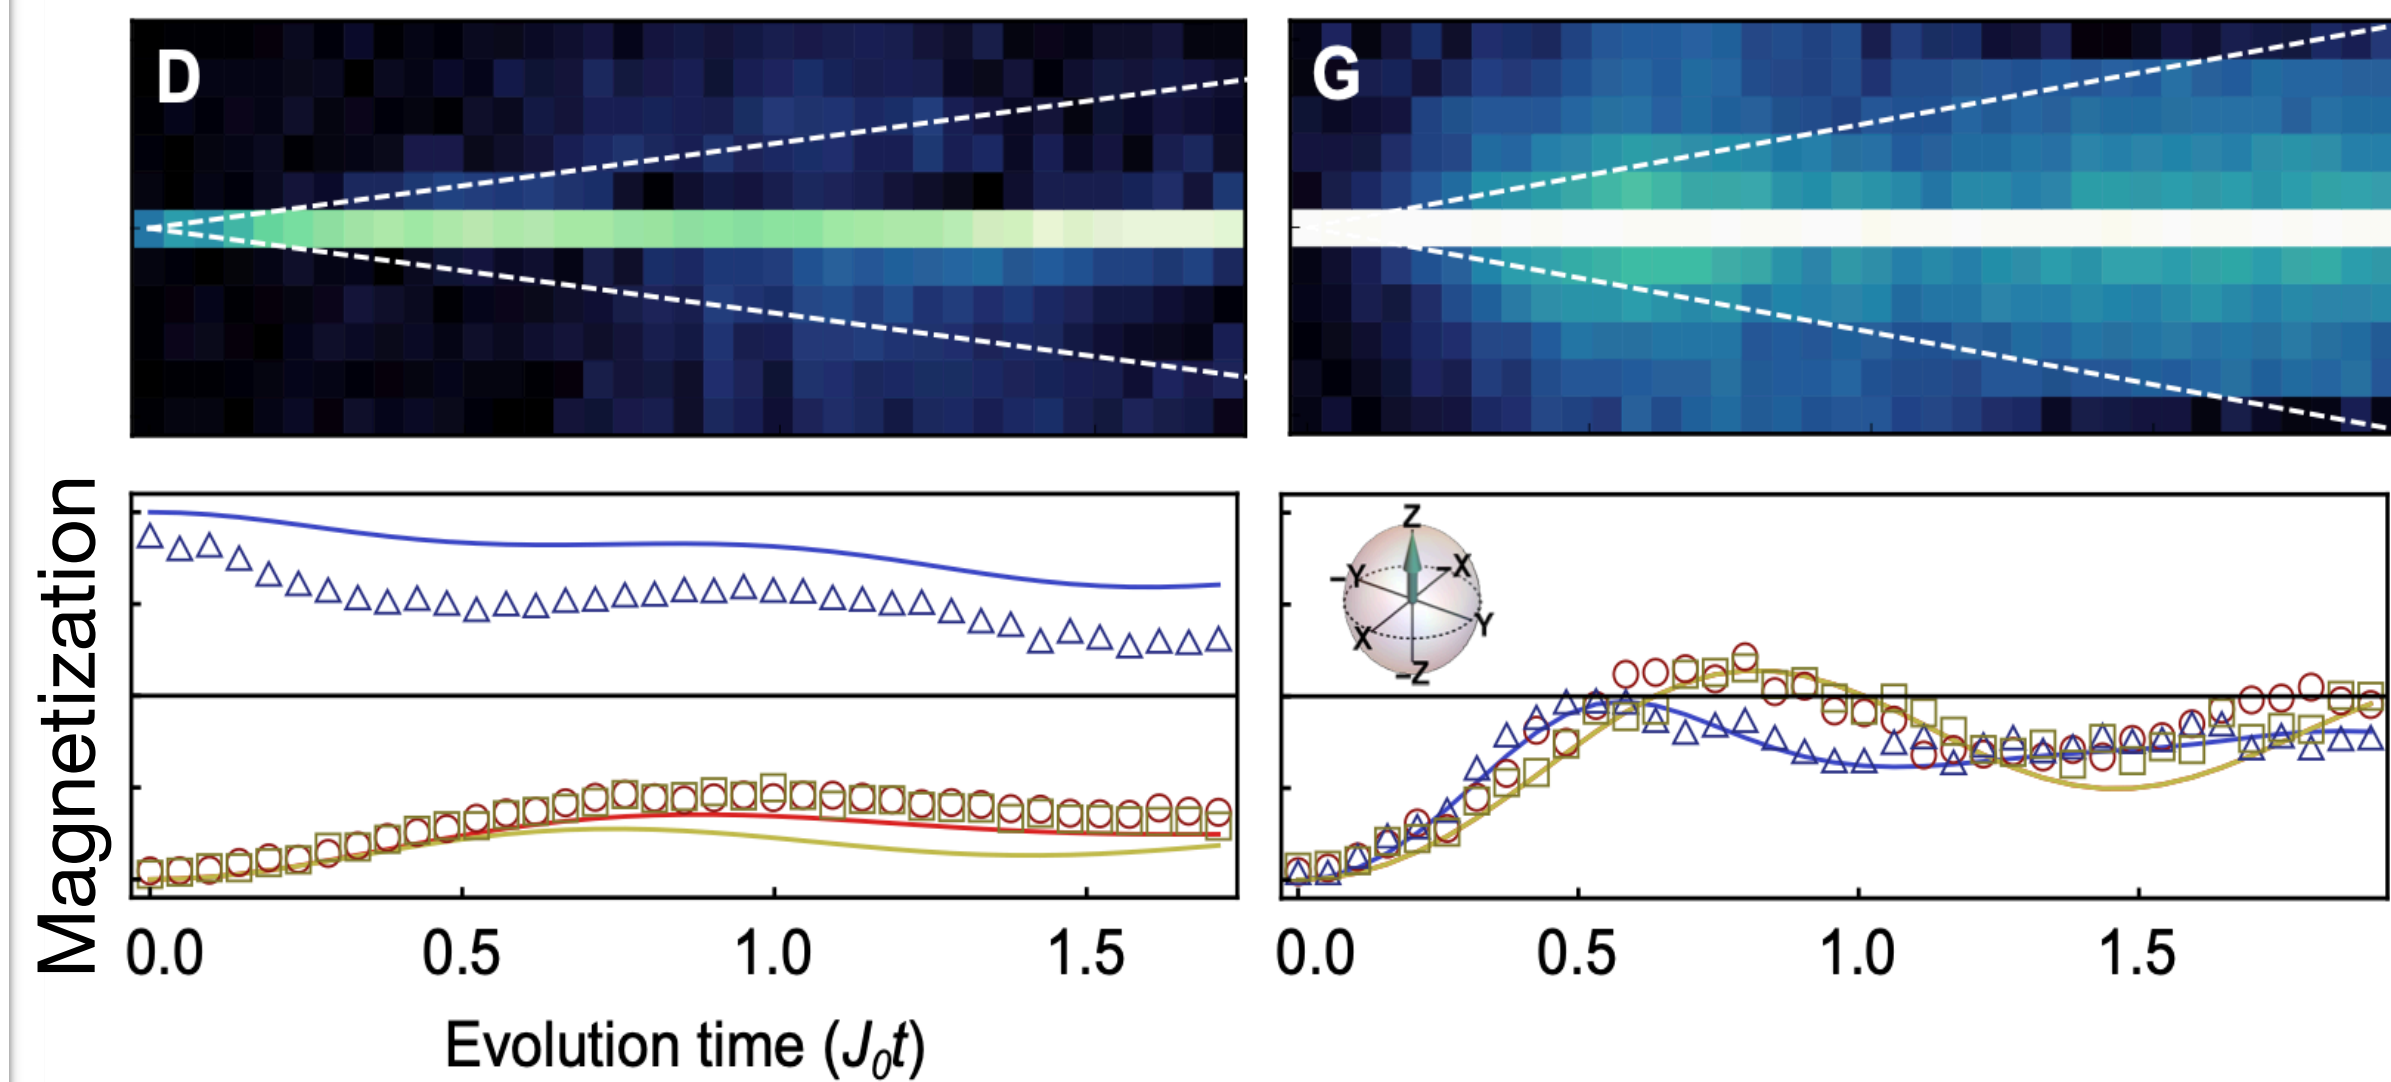 D
G
Magnetization
Z
-Y
-X
X
Y
-Z
0.0 0.5 1.0 1.5
0.0 0.5 1.0 1.5
Evolution time (J₀t)